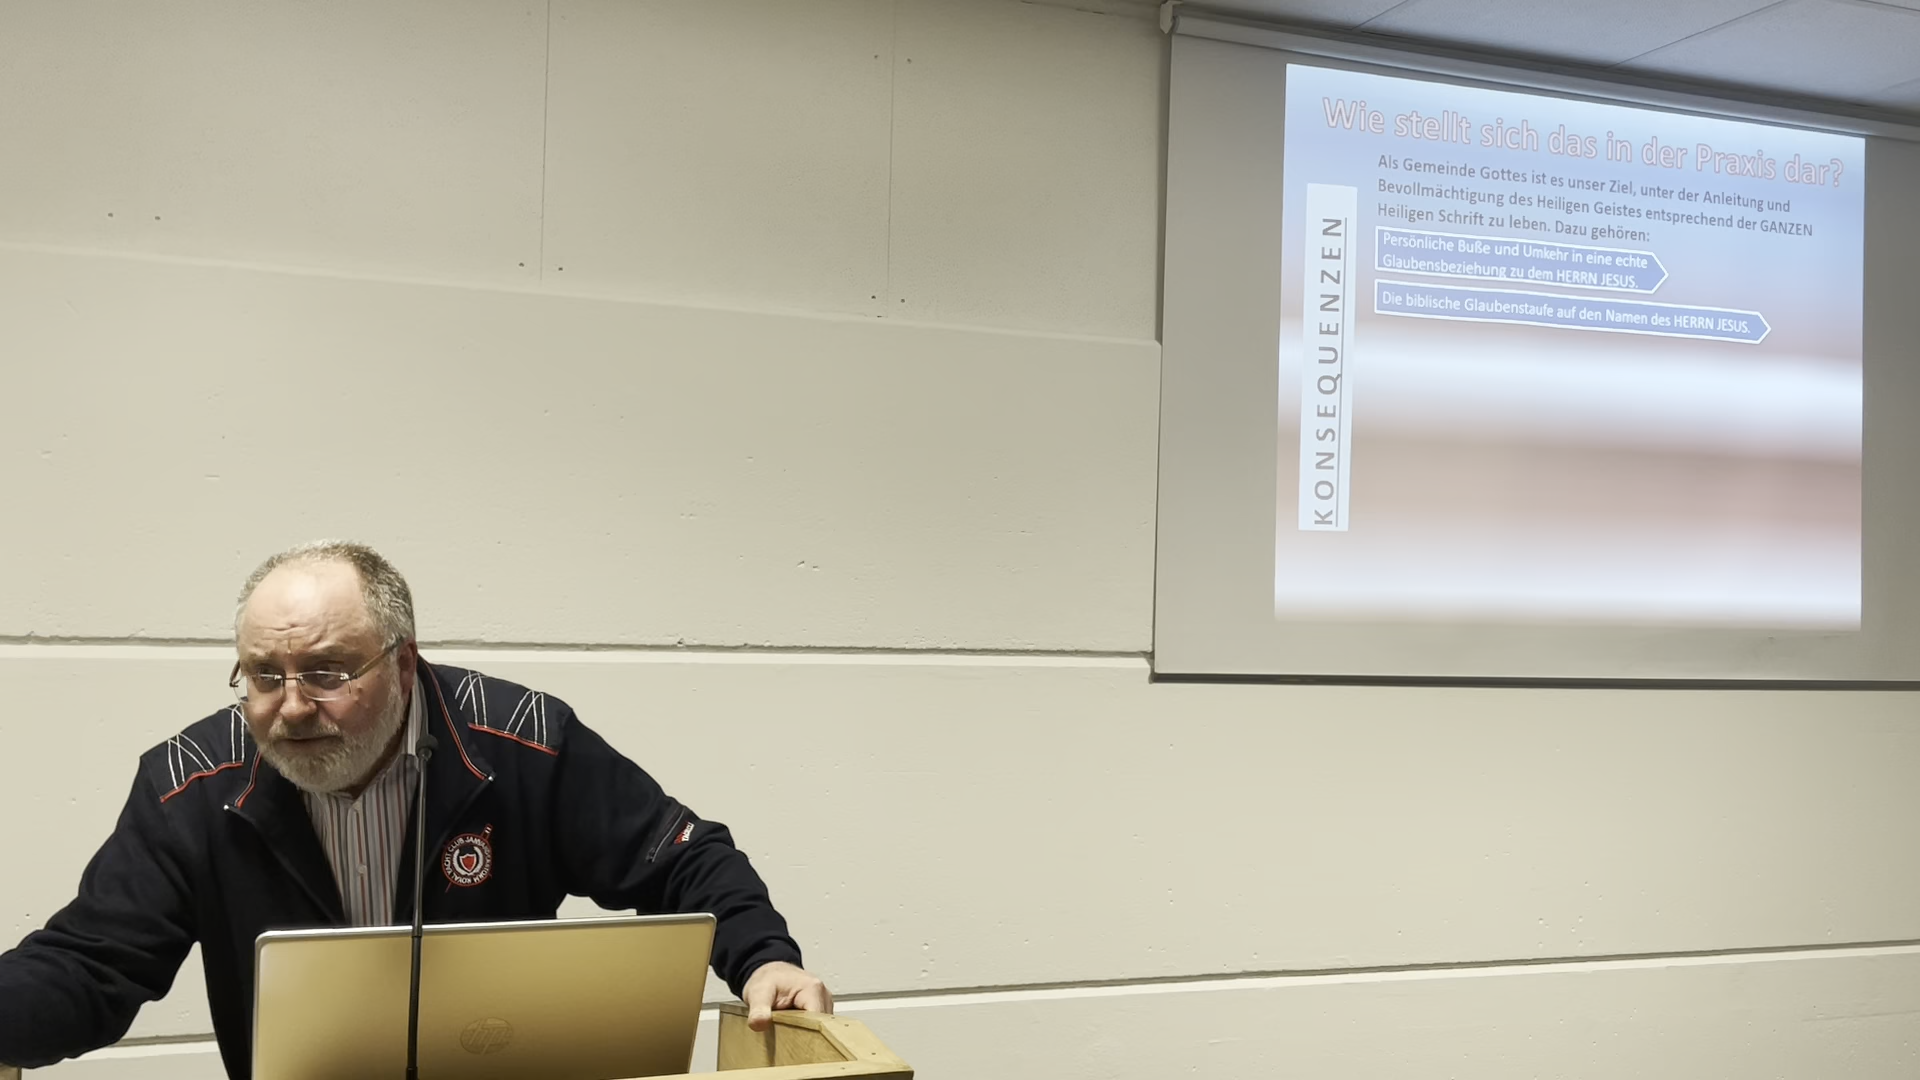 Wie stellt sich das in der Praxis dar?
Als Gemeinde Gottes ist es unser Ziel, unter der Anleitung und
Bevollmächtigung des Heiligen Geistes entsprechend der GANZEN
Heiligen Schrift zu leben. Dazu gehören:
KONSEQUENZEN
Persönliche Buße und Umkehr in eine echte
Glaubensbeziehung zu dem HERRN JESUS.
Die biblische Glaubenstaufe auf den Namen des HERRN JESUS.
hp